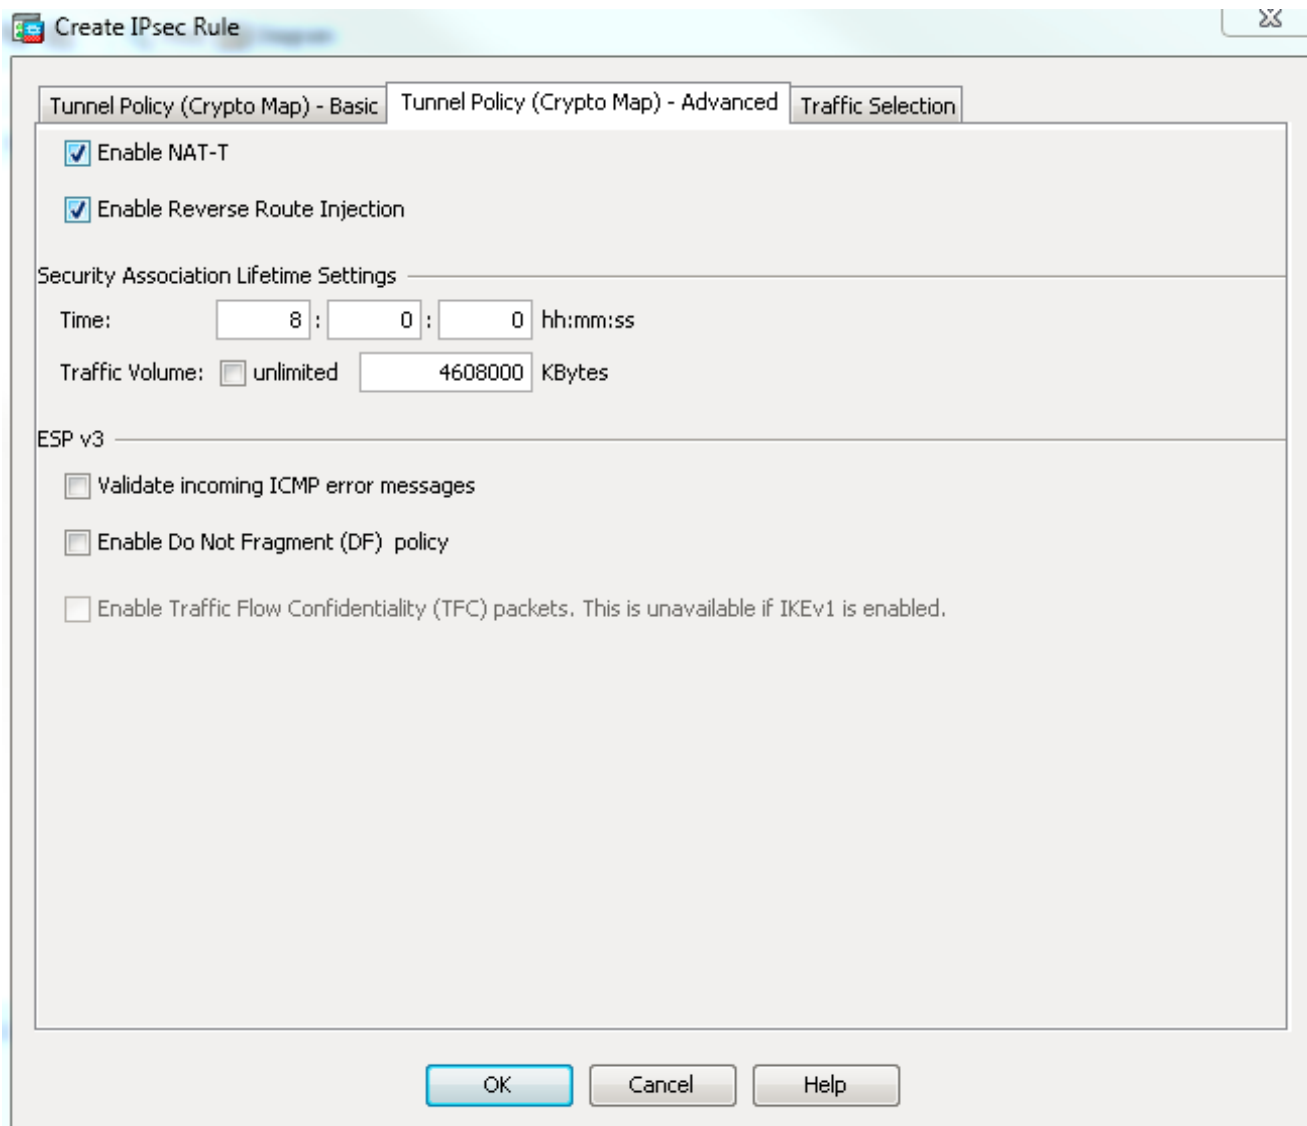 Create IPsec Rule
Tunnel Policy (Crypto Map) - Basic Tunnel Policy (Crypto Map) - Advanced Traffic Selection
Enable NAT-T
Enable Reverse Route Injection
Security Association Lifetime Settings
Time: 8 : 0 : 0 hh:mm:ss
Traffic Volume: unlimited 4608000 KBytes
ESP v3
Validate incoming ICMP error messages
Enable Do Not Fragment (DF) policy
Enable Traffic Flow Confidentiality (TFC) packets. This is unavailable if IKEv1 is enabled.
OK Cancel Help